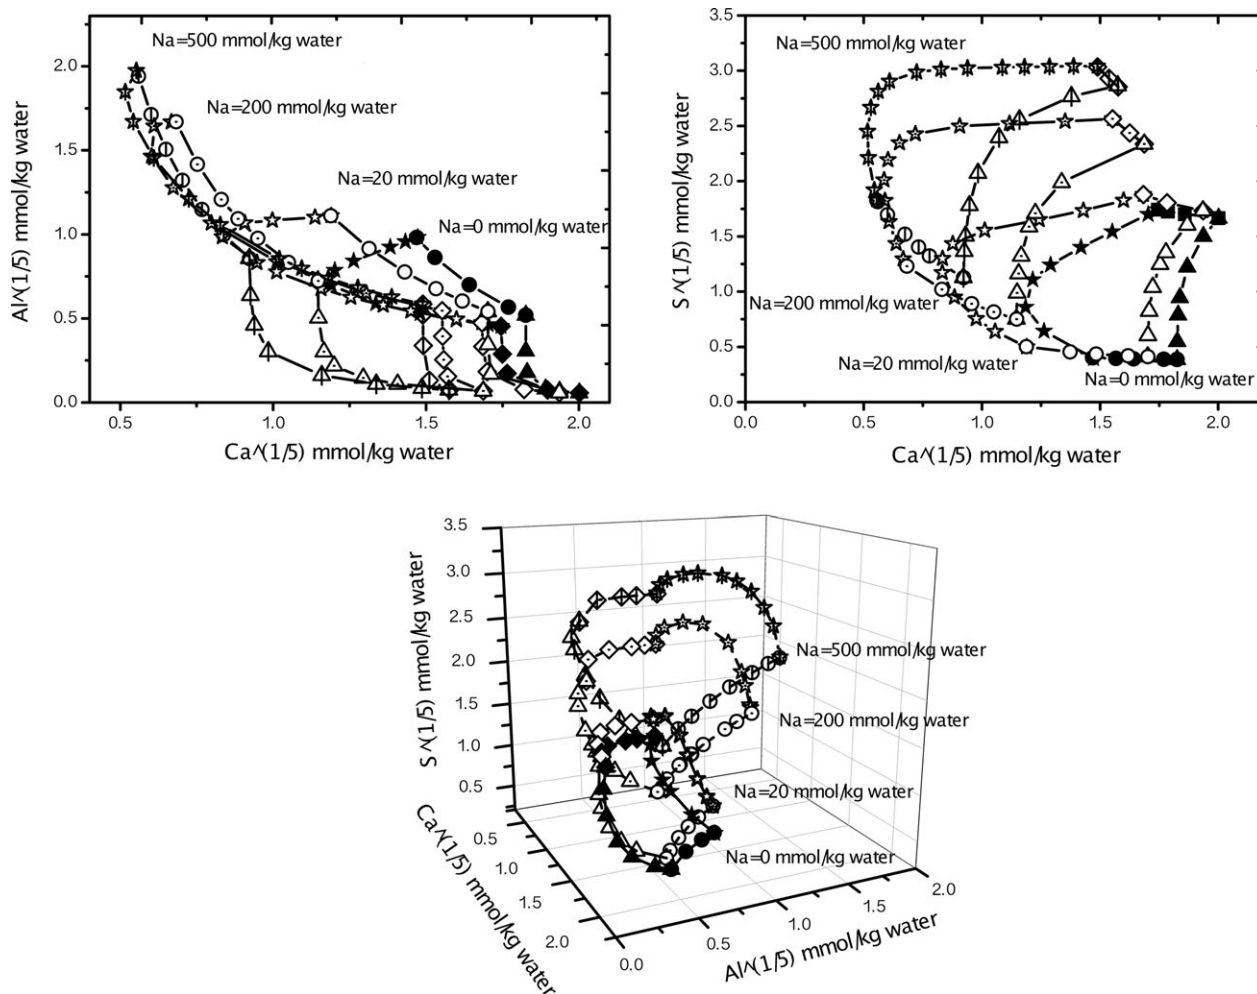 Na=500 mmol/kg water
Na=200 mmol/kg water
Na=20 mmol/kg water
Na=0 mmol/kg water
Al^(1/5) mmol/kg water
2.0
1.5
1.0
0.5
0.0
0.5
1.0
1.5
2.0
Ca^(1/5) mmol/kg water
3.5
3.0
2.5
2.0
1.5
1.0
0.5
0.0
S^(1/5) mmol/kg water
Na=500 mmol/kg water
Na=200 mmol/kg water
Na=20 mmol/kg water
Na=0 mmol/kg water
0.5
1.0
1.5
2.0
Ca^(1/5) mmol/kg water
3.5
3.0
2.5
2.0
1.5
1.0
0.5
S^(1/5) mmol/kg water
Na=500 mmol/kg water
Na=200 mmol/kg water
Na=20 mmol/kg water
Na=0 mmol/kg water
0.5
1.0
1.5
2.0
Ca^(1/5) mmol/kg water
0.0
0.5
1.0
1.5
2.0
Al^(1/5) mmol/kg water